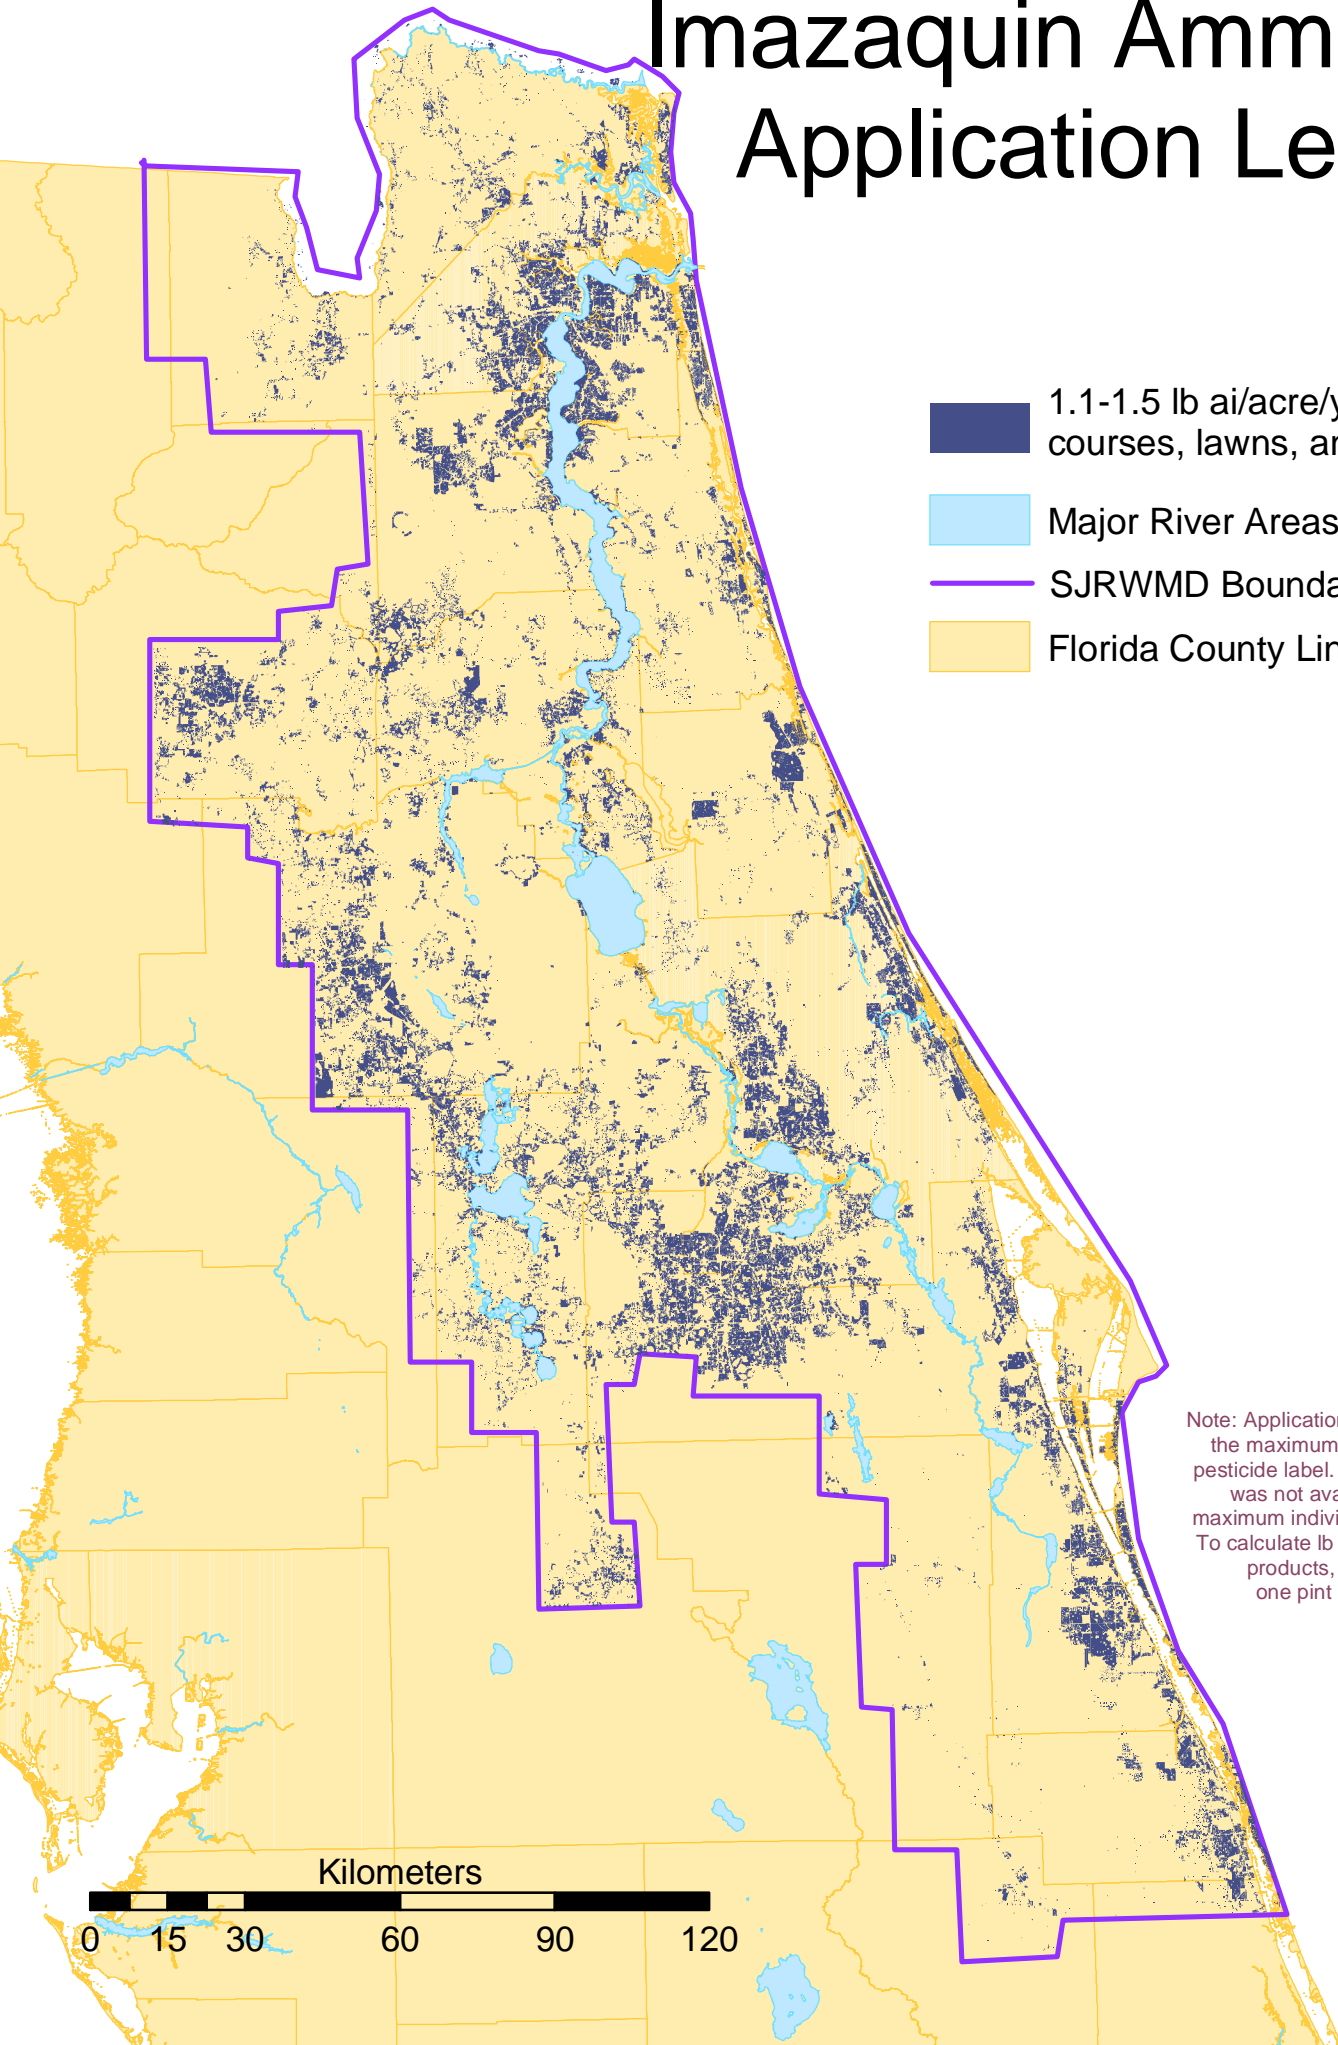 Imazaquin Amm
Application Le
1.1-1.5 lb ai/acre/y
courses, lawns, ar
Major River Areas
SJRWMD Bounda
Florida County Lin
Note: Application
the maximum
pesticide label.
was not ava
maximum indivi
To calculate lb
products,
one pint
Kilometers
0 15 30 60 90 120